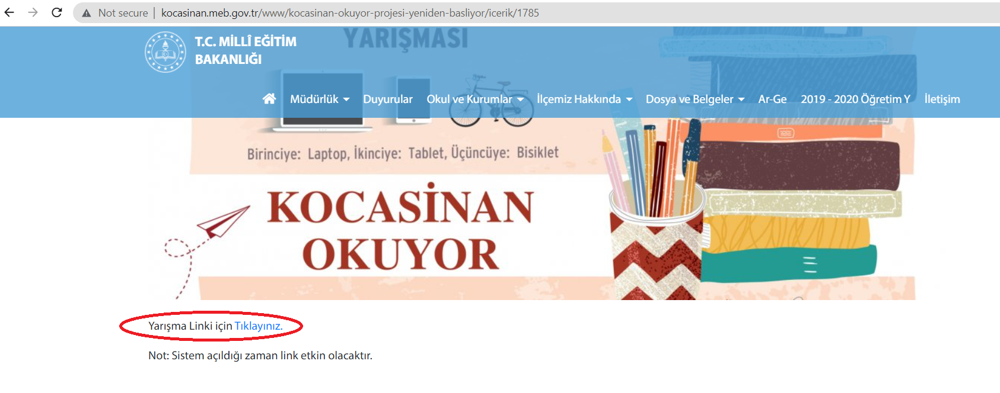 Not secure | kocasinan.meb.gov.tr/www/kocasinan-okuyor-projesi-yeniden-basliyor/icerik/1785
YARIŞMASI
T.C. MİLLÎ EĞİTİM
BAKANLIĞI
Müdürlük Duyurular Okul ve Kurumlar İlçemiz Hakkında Dosya ve Belgeler Ar-Ge 2019 - 2020 Öğretim Y İletişim
Birinciye: Laptop, İkinciye: Tablet, Üçüncüye: Bisiklet
KOCASİNAN
OKUYOR
Yarışma Linki için Tıklayınız.
Not: Sistem açıldığı zaman link etkin olacaktır.